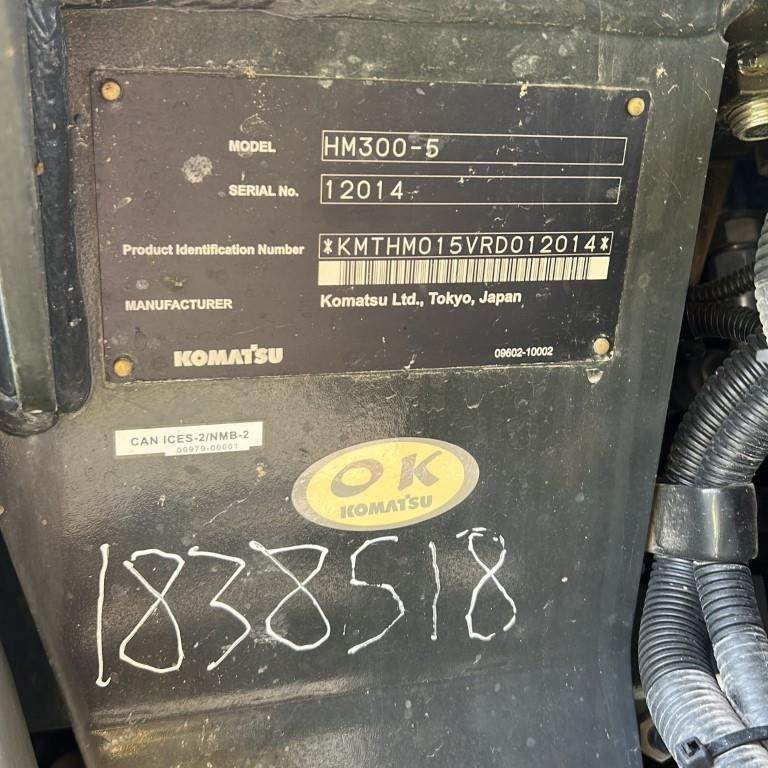 MODEL HM300-5
SERIAL No. 12014
Product Identification Number *KMTHM015VRD012014*
MANUFACTURER Komatsu Ltd., Tokyo, Japan
KOMATSU 09602-10002
CAN ICES-2/NMB-2
09979-00001
OK
KOMATSU
1838518